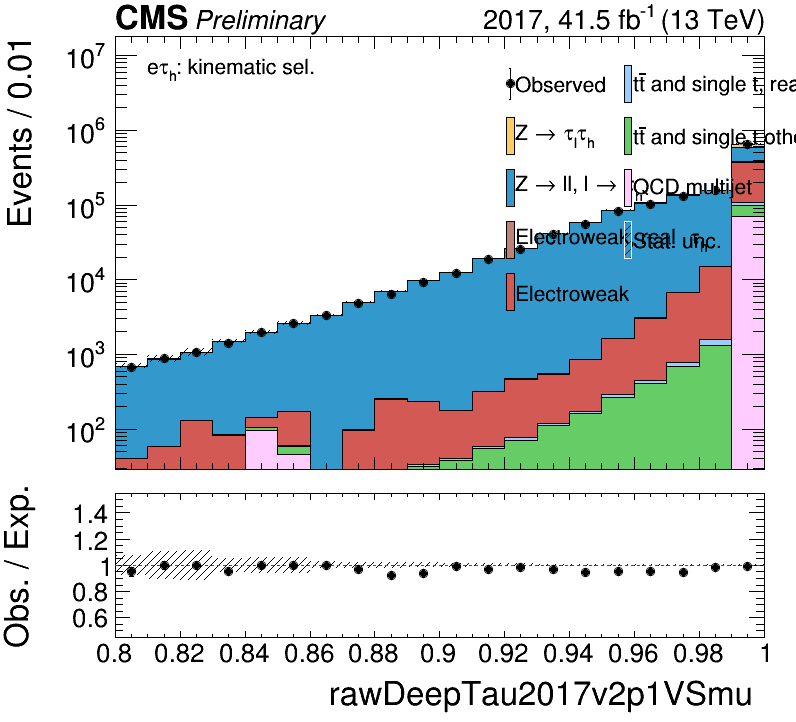 CMS Preliminary 2017, 41.5 fb⁻¹ (13 TeV)
Events / 0.01
10⁷
10⁶
10⁵
10⁴
10³
10²
eτₕ: kinematic sel.
Observed
Z → τₗτₕ
Z → ll, l →
Electroweak real τₕ
Electroweak
tt̄ and single t, rea
tt̄ and single t othe
QCD multijet
Stat. unc.
Obs. / Exp.
1.4
1.2
1
0.8
0.6
0.8 0.82 0.84 0.86 0.88 0.9 0.92 0.94 0.96 0.98 1
rawDeepTau2017v2p1VSmu